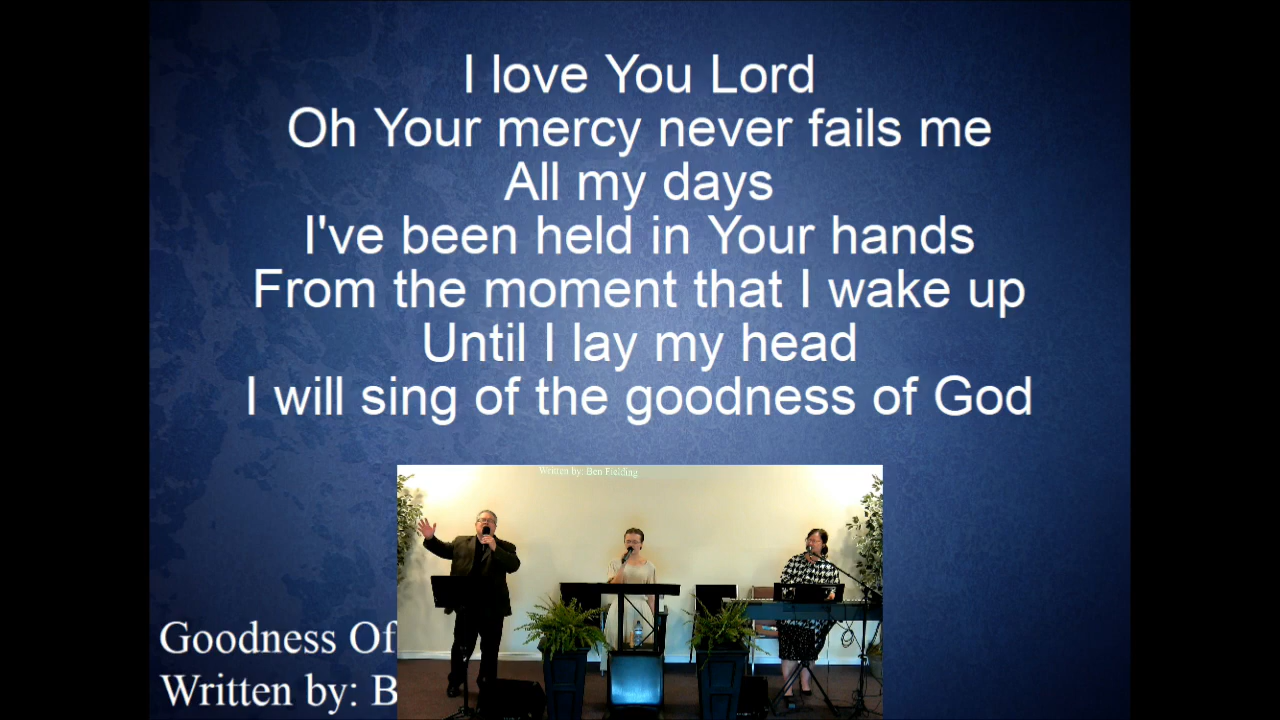 I love You Lord
Oh Your mercy never fails me
All my days
I've been held in Your hands
From the moment that I wake up
Until I lay my head
I will sing of the goodness of God
Written by: Ben Fielding
Goodness Of
Written by: B